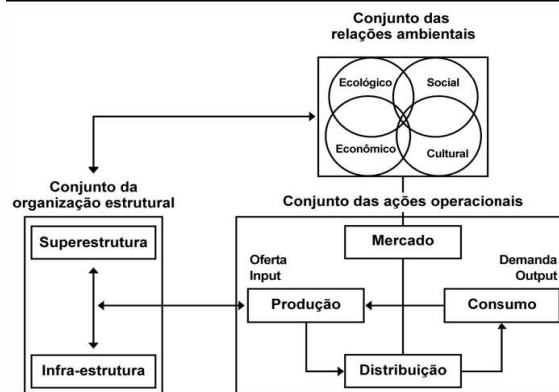 Conjunto das
relações ambientais
Ecológico
Social
Econômico
Cultural
Conjunto da
organização estrutural
Conjunto das ações operacionais
Superestrutura
Mercado
Oferta
Input
Demanda
Output
Produção
Consumo
Infra-estrutura
Distribuição